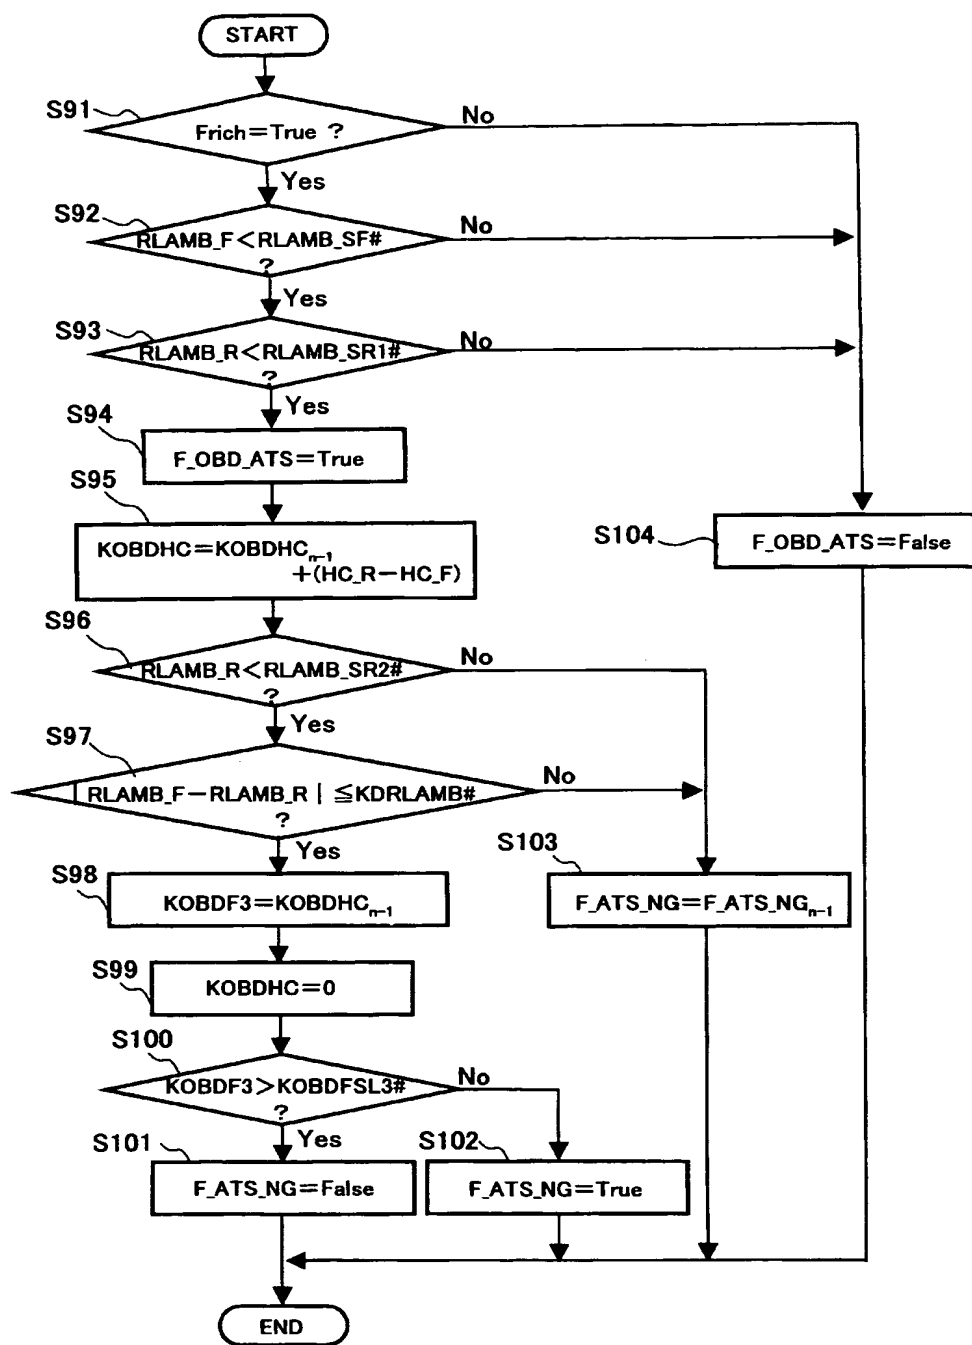 START
S91
Frich=True ?
No
Yes
S92
RLAMB_F<RLAMB_SF#
?
No
Yes
S93
RLAMB_R<RLAMB_SR1#
?
No
Yes
S94
F_OBD_ATS=True
S95
KOBDHC=KOBDHCn-1
+(HC_R-HC_F)
S104
F_OBD_ATS=False
S96
RLAMB_R<RLAMB_SR2#
?
No
Yes
S97
|RLAMB_F-RLAMB_R| ≦KDRLAMB#
?
No
Yes
S98
KOBDF3=KOBDHCn-1
S103
F_ATS_NG=F_ATS_NGn-1
S99
KOBDHC=0
S100
KOBDF3>KOBDFSL3#
?
No
Yes
S101
F_ATS_NG=False
S102
F_ATS_NG=True
END